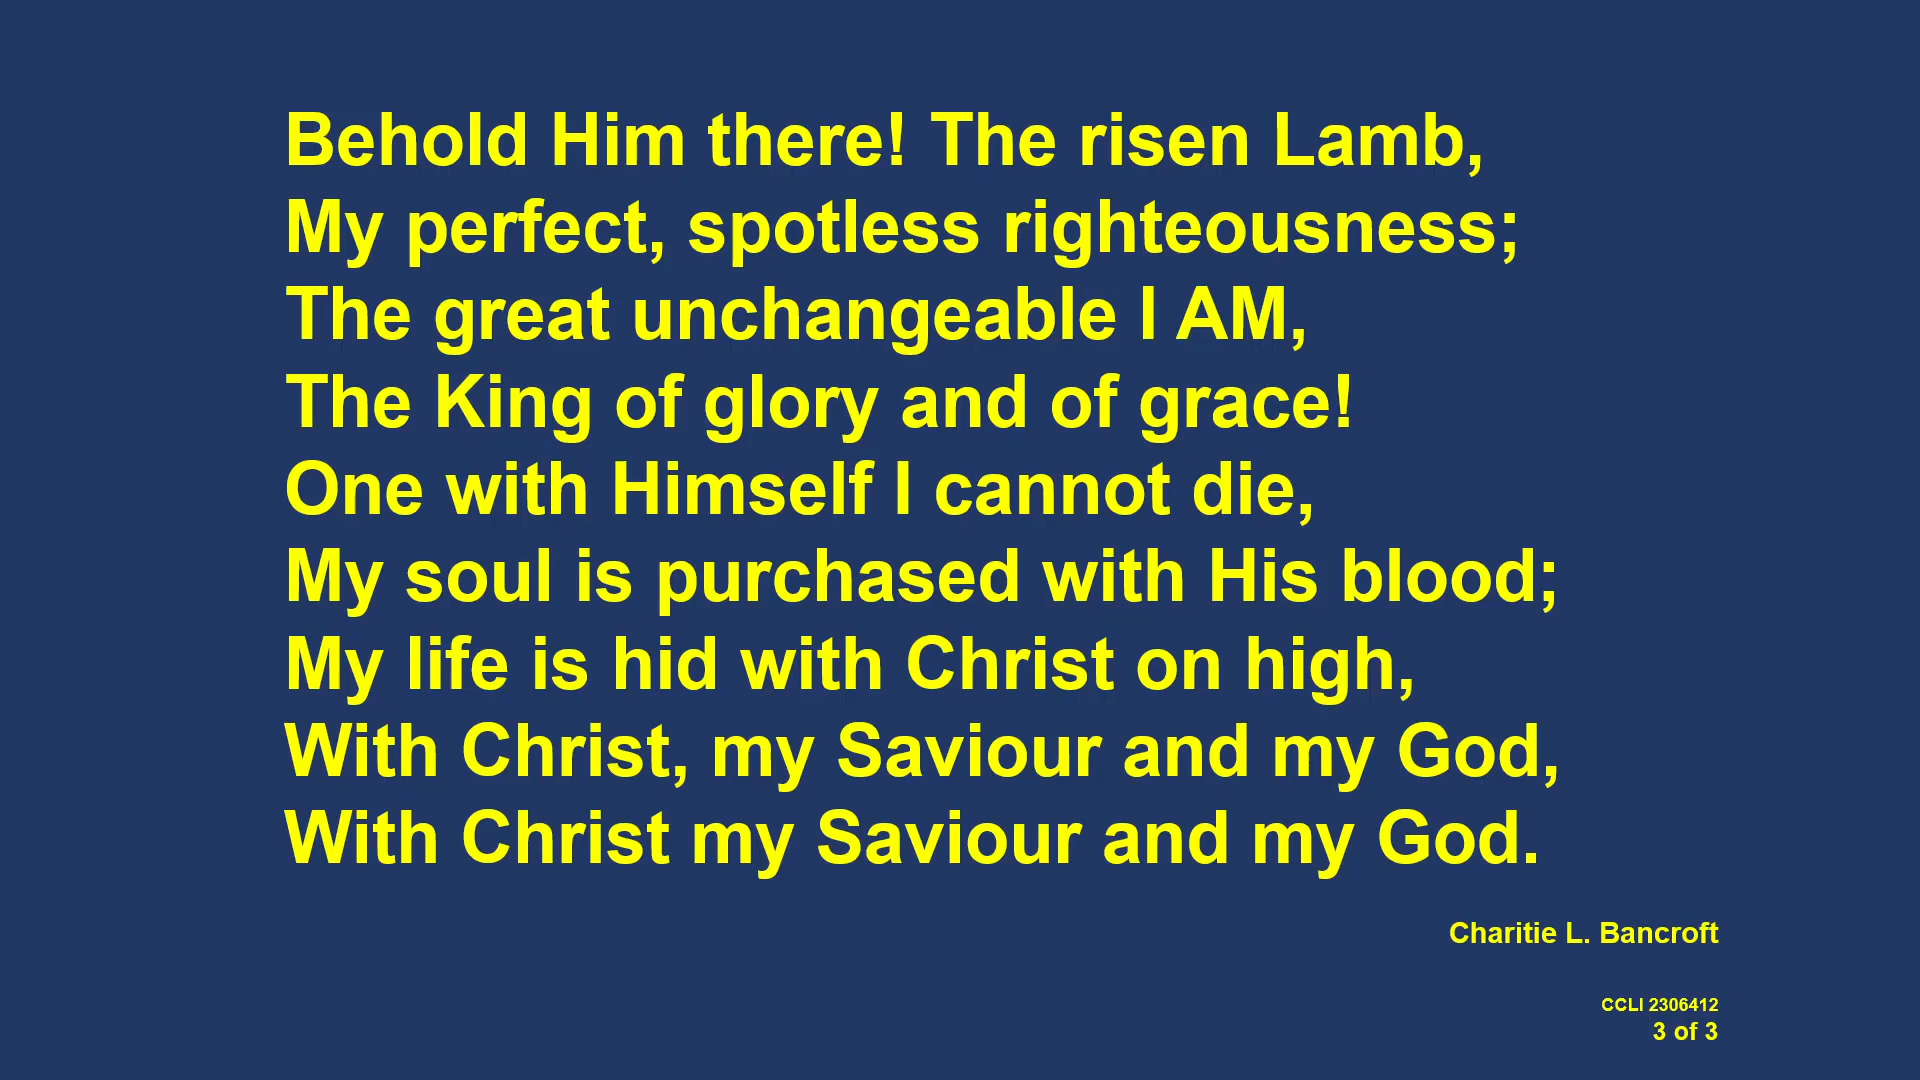 Behold Him there! The risen Lamb,
My perfect, spotless righteousness;
The great unchangeable I AM,
The King of glory and of grace!
One with Himself I cannot die,
My soul is purchased with His blood;
My life is hid with Christ on high,
With Christ, my Saviour and my God,
With Christ my Saviour and my God.
Charitie L. Bancroft
CCLI 2306412
3 of 3